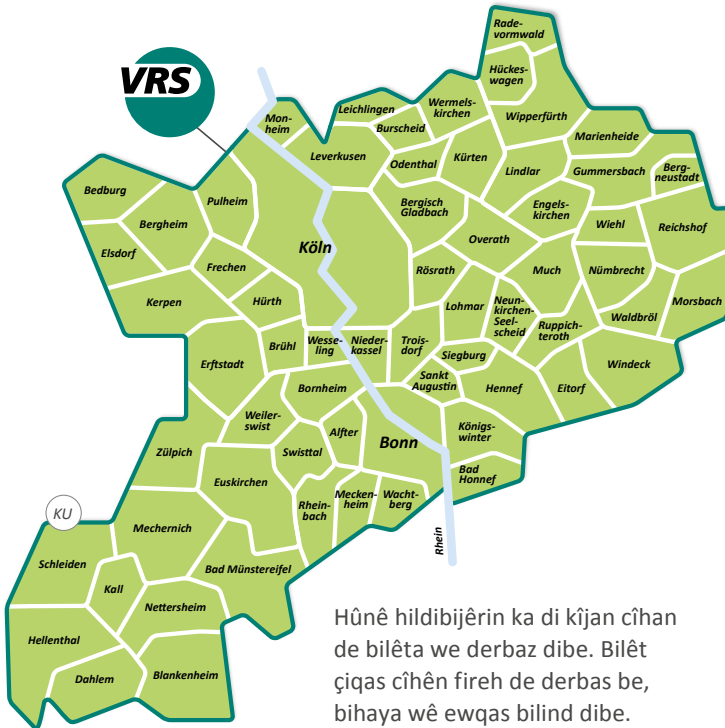 Rade-
vormwald
Hückes-
wagen
VRS
Leichlingen
Wermels-
kirchen
Mon-
heim
Burscheid
Wipperfürth
Marienheide
Leverkusen
Odenthal
Kürten
Lindlar
Gummersbach
Berg-
neustadt
Bedburg
Pulheim
Bergisch
Gladbach
Engels-
kirchen
Bergheim
Wiehl
Reichshof
Elsdorf
Köln
Overath
Frechen
Rösrath
Much
Nümbrecht
Kerpen
Hürth
Lohmar
Neun-
kirchen-
Seel-
scheid
Morsbach
Waldbröl
Ruppich-
teroth
Brühl
Wesse-
ling
Nieder-
kassel
Trois-
dorf
Siegburg
Erftstadt
Windeck
Sankt
Augustin
Hennef
Eitorf
Bornheim
Weiler-
swist
Alfter
Bonn
Königs-
winter
Zülpich
Swisttal
Bad
Honnef
Euskirchen
Rhein-
bach
Mecken-
heim
Wacht-
berg
KU
Mechernich
Rhein
Schleiden
Bad Münstereifel
Kall
Nettersheim
Hellenthal
Dahlem
Blankenheim
Hûnê hildibijêrin ka di kîjan cîhan
de bilêta we derbaz dibe. Bilêt
çiqas cîhên fireh de derbas be,
bihaya wê ewqas bilind dibe.